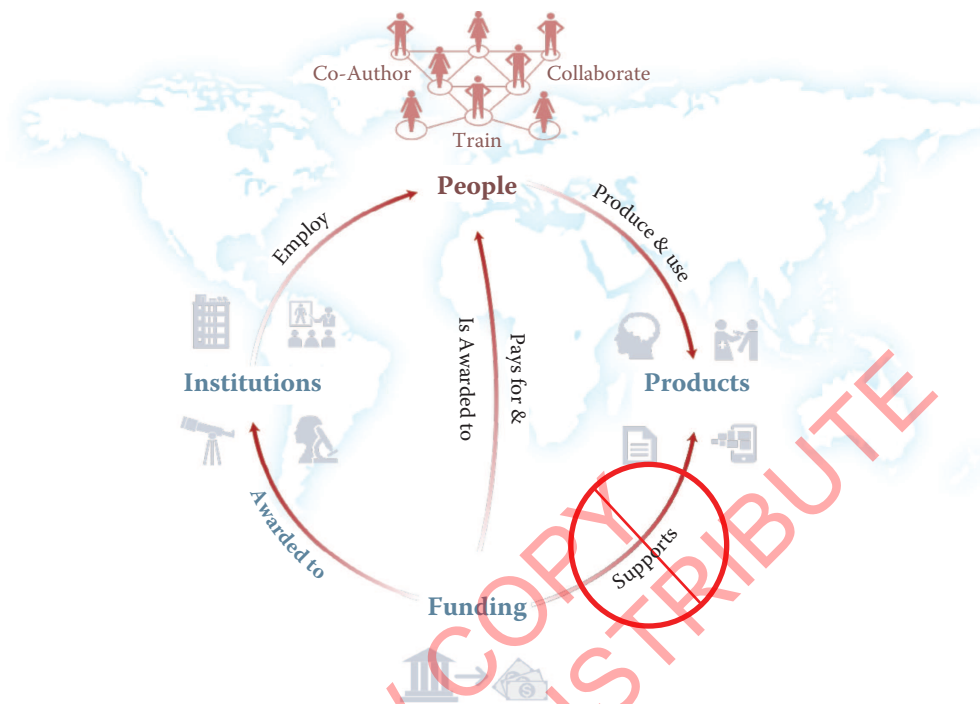 Co-Author
Collaborate
Train
People
Employ
Produce & use
Is Awarded to
Pays for &
Institutions
Products
Awarded to
Supports
Funding
COPY
DISTRIBUTE
$